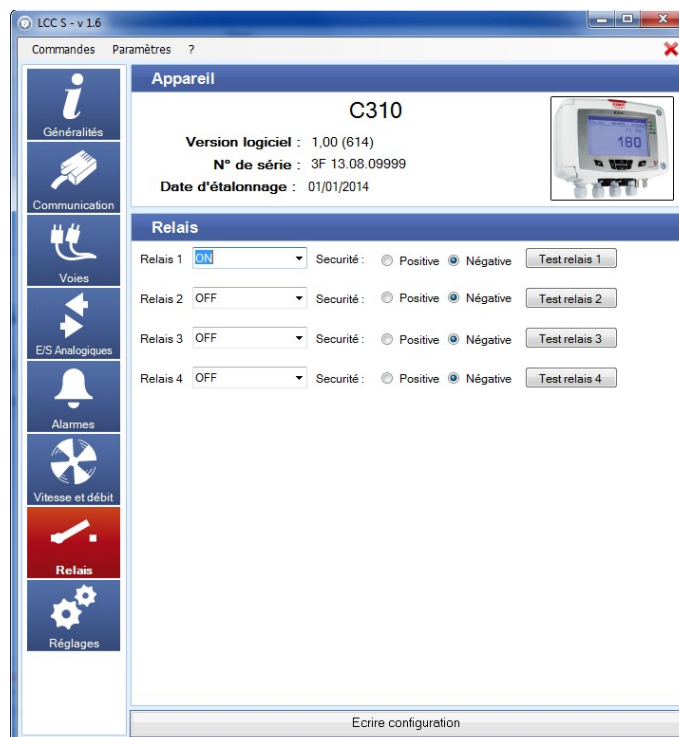 LCC S - v 1.6
Commandes Paramètres ?
Généralités
Communication
Voies
E/S Analogiques
Alarmes
Vitesse et débit
Relais
Réglages
Appareil
C310
Version logiciel : 1,00 (614)
N° de série : 3F 13.08.09999
Date d'étalonnage : 01/01/2014
180
Relais
Relais 1 ON Securité : Positive Négative Test relais 1
Relais 2 OFF Securité : Positive Négative Test relais 2
Relais 3 OFF Securité : Positive Négative Test relais 3
Relais 4 OFF Securité : Positive Négative Test relais 4
Ecrire configuration